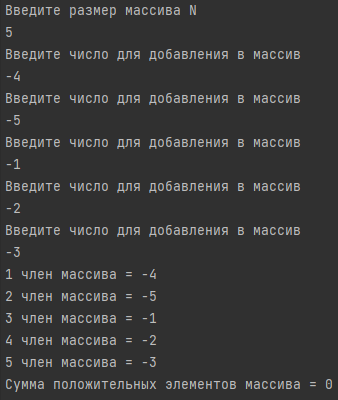 Введите размер массива N
5
Введите число для добавления в массив
-4
Введите число для добавления в массив
-5
Введите число для добавления в массив
-1
Введите число для добавления в массив
-2
Введите число для добавления в массив
-3
1 член массива = -4
2 член массива = -5
3 член массива = -1
4 член массива = -2
5 член массива = -3
Сумма положительных элементов массива = 0